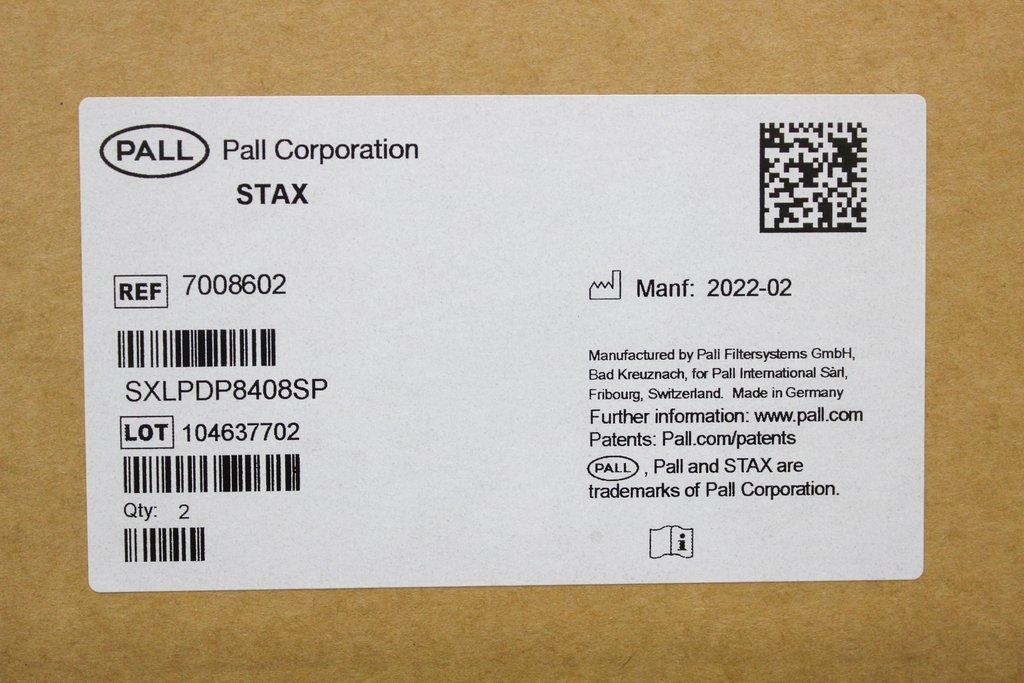 PALL Pall Corporation
STAX
REF 7008602
SXLPDP8408SP
LOT 104637702
Qty: 2
Manf: 2022-02
Manufactured by Pall Filtersystems GmbH,
Bad Kreuznach, for Pall International Sàrl,
Fribourg, Switzerland. Made in Germany
Further information: www.pall.com
Patents: Pall.com/patents
PALL , Pall and STAX are
trademarks of Pall Corporation.
i